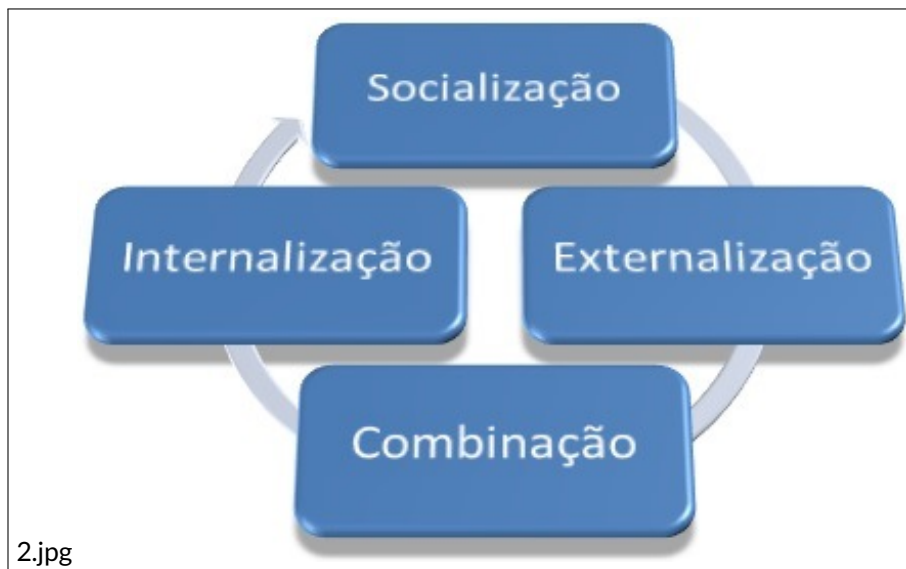 Socialização
Internalização
Externalização
Combinação
2.jpg